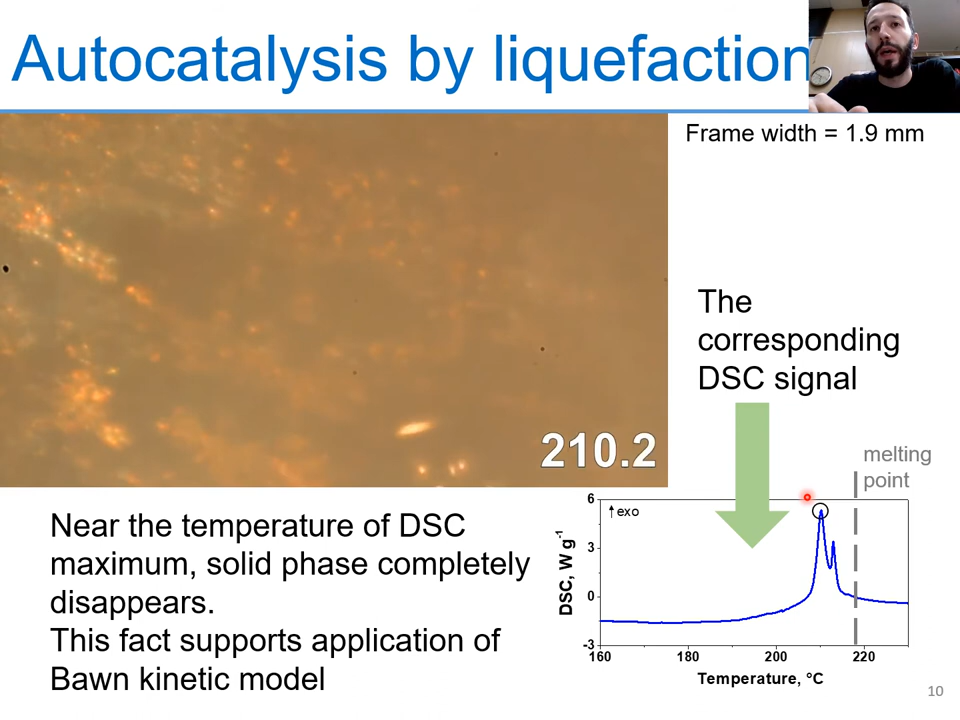 Autocatalysis by liquefaction
Frame width = 1.9 mm
The
corresponding
DSC signal
210.2
melting
point
Near the temperature of DSC
maximum, solid phase completely
disappears.
This fact supports application of
Bawn kinetic model
6
3
0
-3
DSC, W g⁻¹
↑exo
160
180
200
220
Temperature, °C
10